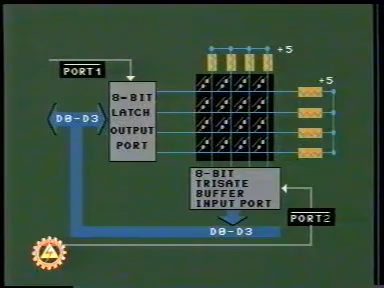 +5
PORT1
+5
8-BIT
LATCH
OUTPUT
PORT
D0-D3
8-BIT
TRISATE
BUFFER
INPUT PORT
PORT2
D0-D3